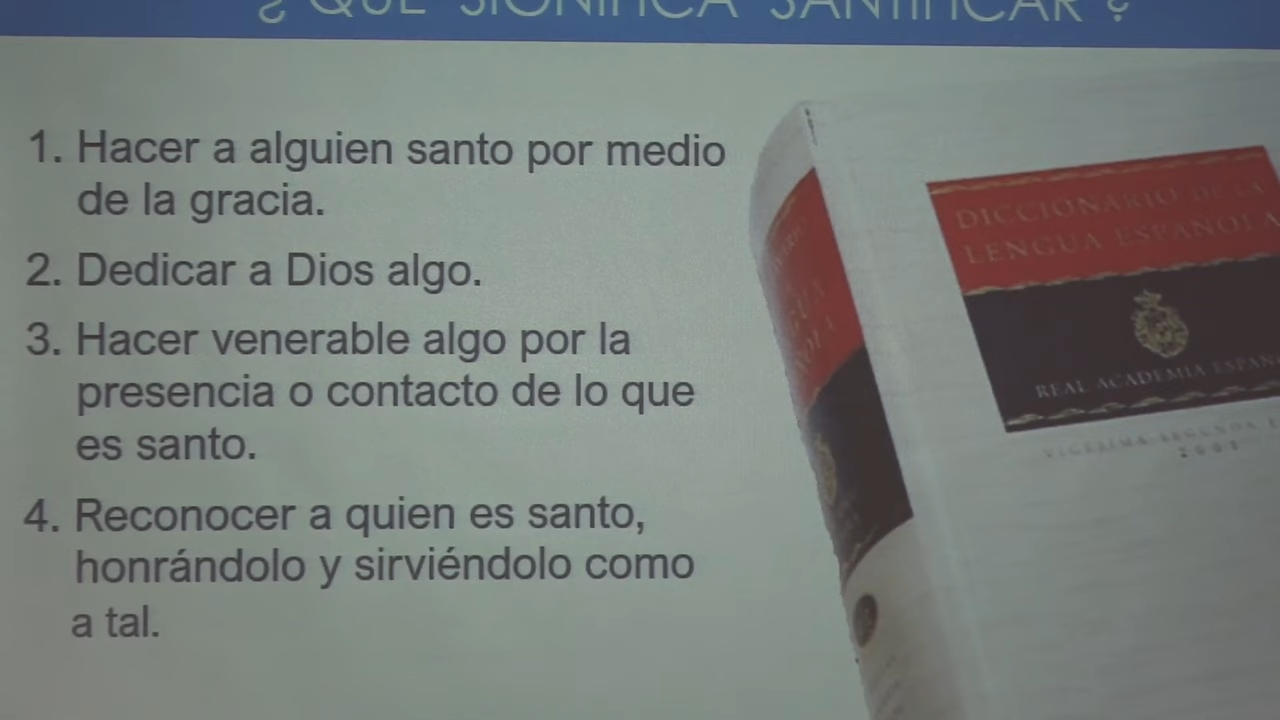 ¿ QUÉ SIGNIFICA SANTIFICAR ?
1. Hacer a alguien santo por medio
de la gracia.
2. Dedicar a Dios algo.
3. Hacer venerable algo por la
presencia o contacto de lo que
es santo.
4. Reconocer a quien es santo,
honrándolo y sirviéndolo como
a tal.
DICCIONARIO DE LA
LENGUA ESPAÑOLA
REAL ACADEMIA ESPAÑ
2001